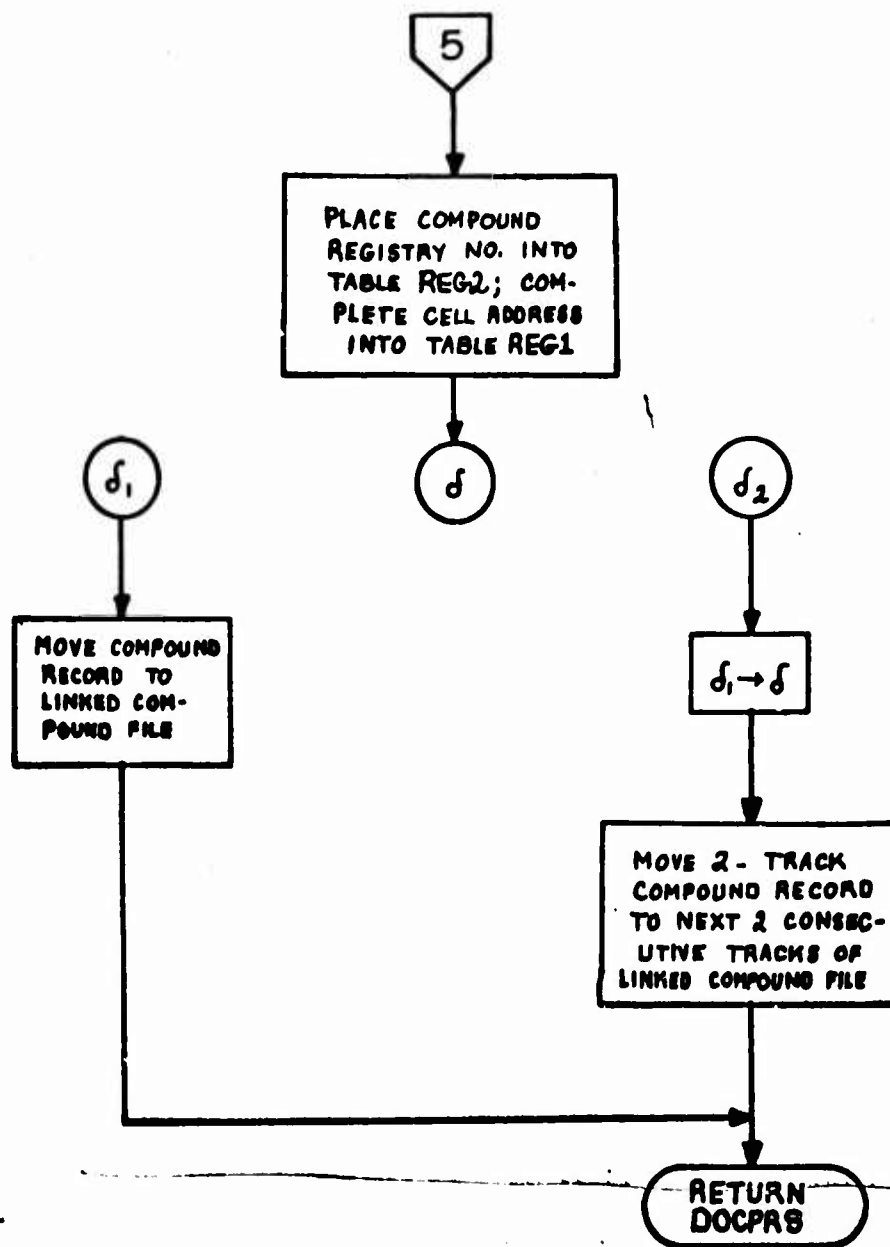 5
PLACE COMPOUND
REGISTRY NO. INTO
TABLE REG2; COM-
PLETE CELL ADDRESS
INTO TABLE REG1
δ₁
δ
δ₂
MOVE COMPOUND
RECORD TO
LINKED COM-
POUND FILE
δ₁→δ
MOVE 2- TRACK
COMPOUND RECORD
TO NEXT 2 CONSEC-
UTIVE TRACKS OF
LINKED COMPOUND FILE
RETURN
DOCPRS